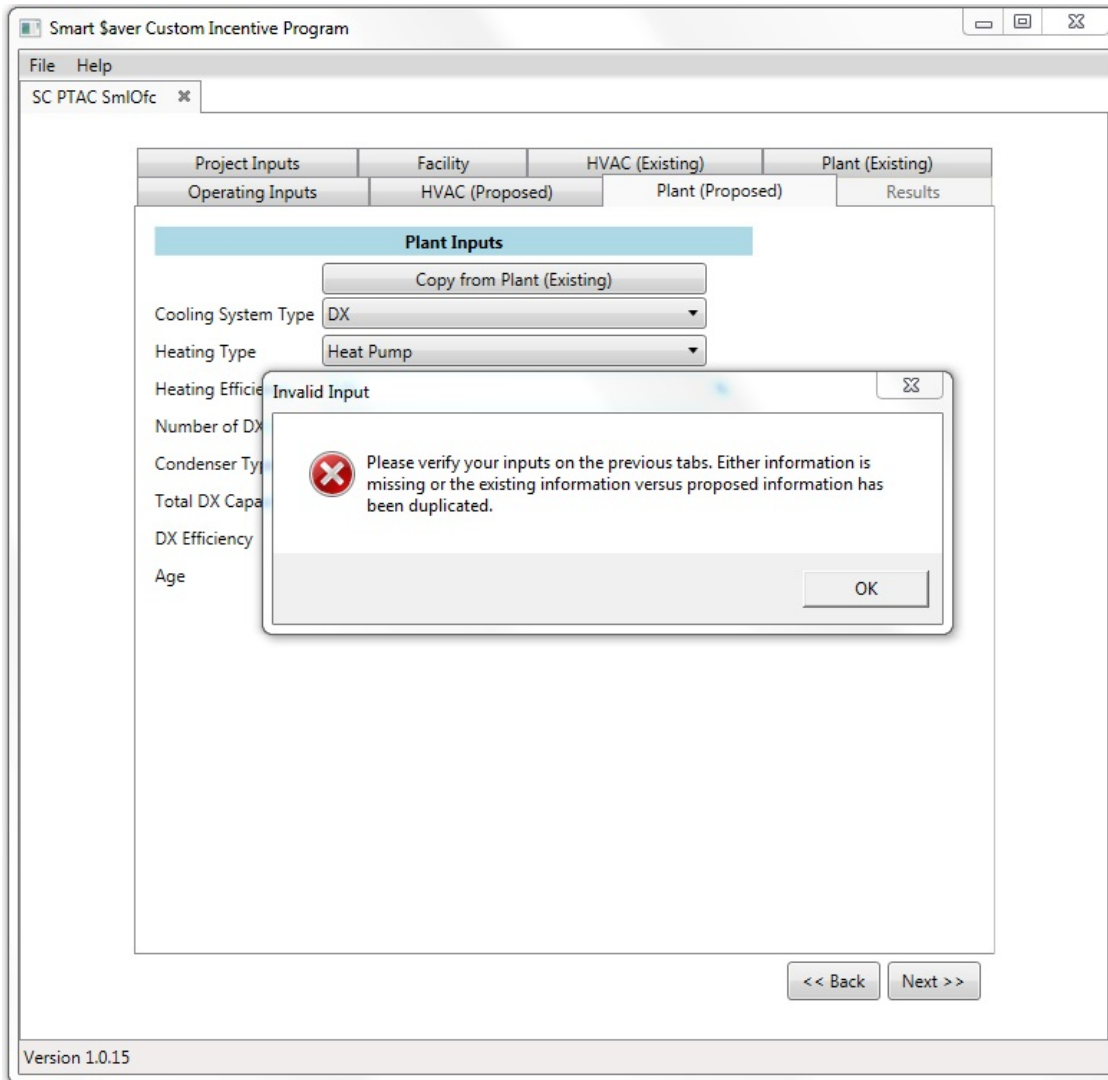 Smart $aver Custom Incentive Program
File Help
SC PTAC SmlOfc
Project Inputs Facility HVAC (Existing) Plant (Existing)
Operating Inputs HVAC (Proposed) Plant (Proposed) Results
Plant Inputs
Copy from Plant (Existing)
Cooling System Type DX
Heating Type Heat Pump
Heating Efficie
Number of DX
Condenser Typ
Total DX Capa
DX Efficiency
Age
Invalid Input
Please verify your inputs on the previous tabs. Either information is
missing or the existing information versus proposed information has
been duplicated.
OK
<< Back Next >>
Version 1.0.15